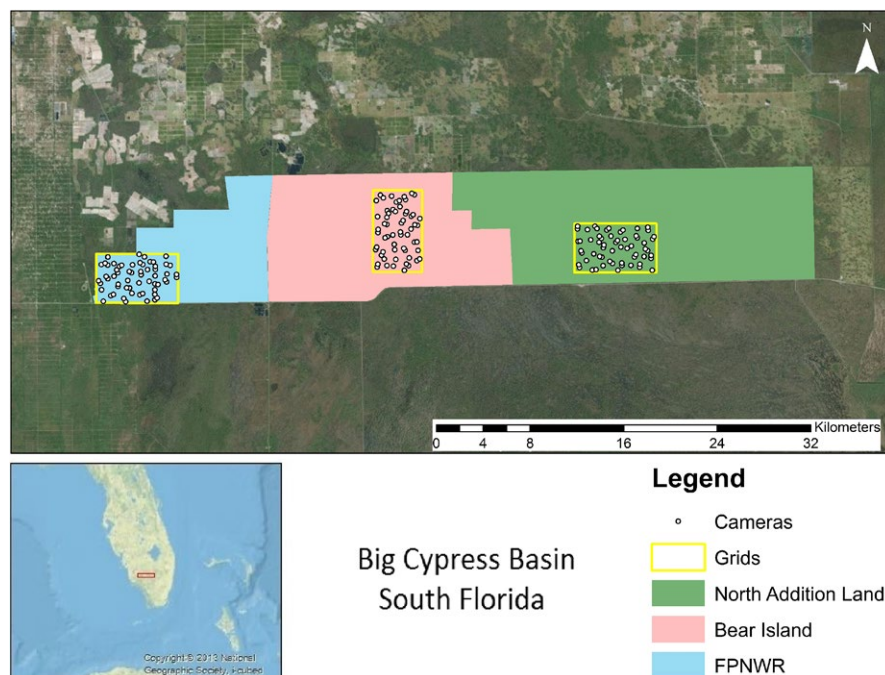 N
Kilometers
0 4 8 16 24 32
Legend
Cameras
Grids
North Addition Land
Bear Island
FPNWR
Big Cypress Basin
South Florida
Copyright:© 2013 National
Geographic Society, i-cubed